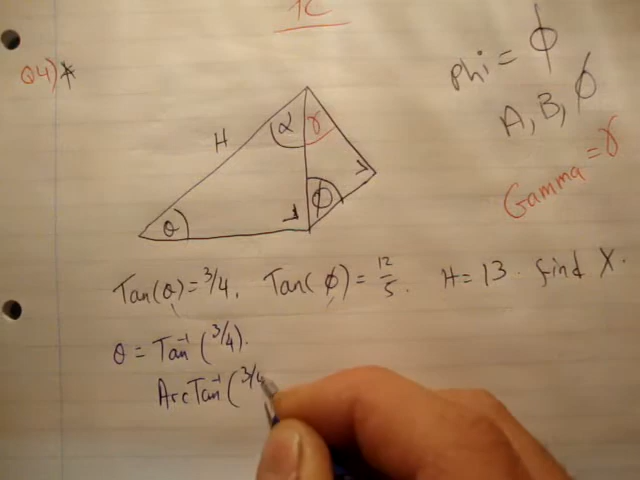 1C
Q4)*
Phi = ϕ
A, B, ϕ
Gamma = γ
H
α
γ
θ
ϕ
Tan(θ) = 3/4. Tan(ϕ) = 12/5. H = 13. find X.
θ = Tan⁻¹(3/4).
ArcTan⁻¹(3/4